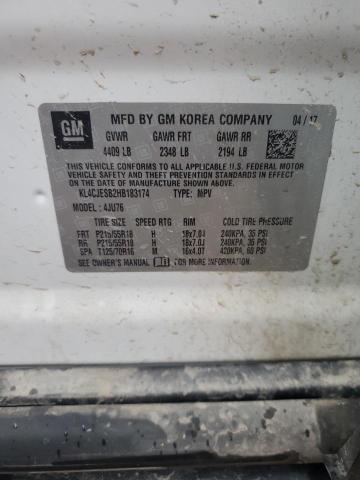 GM
MFD BY GM KOREA COMPANY 04 / 17
GVWR GAWR FRT GAWR RR
4409 LB 2348 LB 2194 LB
THIS VEHICLE CONFORMS TO ALL APPLICABLE U.S. FEDERAL MOTOR
VEHICLE SAFETY AND THEFT PREVENTION STANDARDS IN EFFECT
ON THE DATE OF MANUFACTURE SHOWN ABOVE.
KL4CJESB2HB183174 TYPE: MPV
MODEL : 4JU76
TIRE SIZE SPEED RTG RIM COLD TIRE PRESSURE
FRT P215/55R18 H 18x7.0J 240KPA, 35 PSI
RR P215/55R18 H 18x7.0J 240KPA, 35 PSI
SPA T125/70R16 M 16x4.0T 420KPA, 60 PSI
SEE OWNER'S MANUAL FOR MORE INFORMATION.